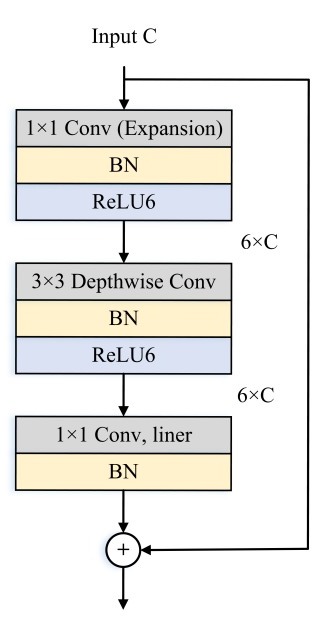 Input C
1×1 Conv (Expansion)
BN
ReLU6
6×C
3×3 Depthwise Conv
BN
ReLU6
6×C
1×1 Conv, liner
BN
+